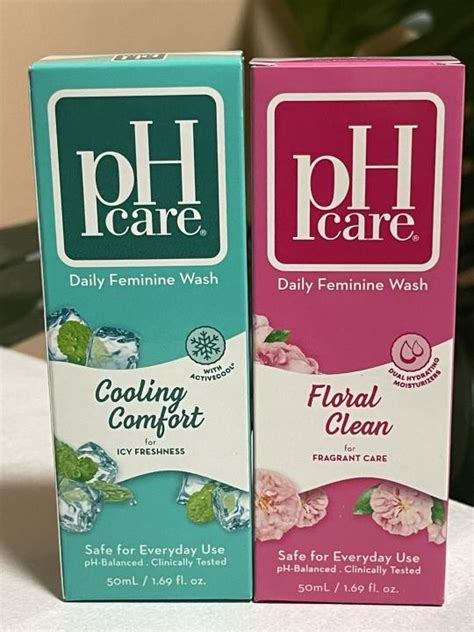 pH
care®
Daily Feminine Wash
WITH
ACTIVECOOL*
Cooling
Comfort
for
ICY FRESHNESS
Safe for Everyday Use
pH-Balanced . Clinically Tested
50mL / 1.69 fl. oz.
pH
care®
Daily Feminine Wash
DUAL HYDRATING
MOISTURIZERS
Floral
Clean
for
FRAGRANT CARE
Safe for Everyday Use
pH-Balanced . Clinically Tested
50mL / 1.69 fl. oz.